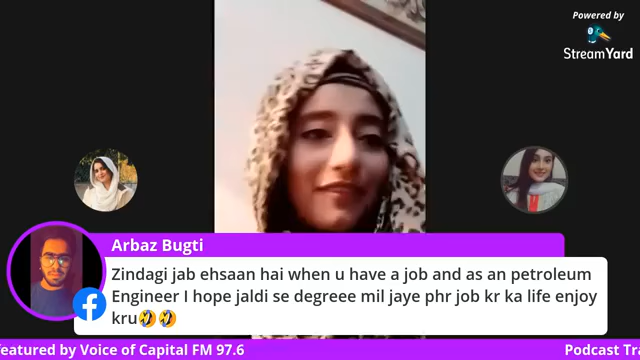 Powered by
StreamYard
Arbaz Bugti
Zindagi jab ehsaan hai when u have a job and as an petroleum
Engineer I hope jaldi se degreee mil jaye phr job kr ka life enjoy
kru🤣🤣
featured by Voice of Capital FM 97.6
Podcast Tra